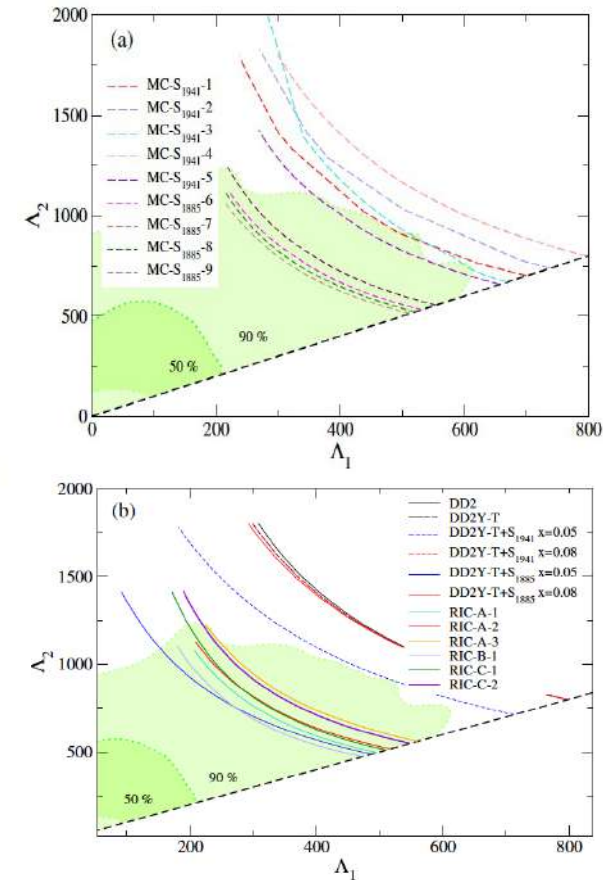 2000
(a)
MC-S1941-1
MC-S1941-2
MC-S1941-3
MC-S1941-4
MC-S1941-5
MC-S1885-6
MC-S1885-7
MC-S1885-8
MC-S1885-9
1500
Λ2
1000
500
90 %
50 %
0
0 200 400 600 800
Λ1
2000
(b)
DD2
DD2Y-T
DD2Y-T+S1941 x=0.05
DD2Y-T+S1941 x=0.08
DD2Y-T+S1885 x=0.05
DD2Y-T+S1885 x=0.08
RIC-A-1
RIC-A-2
RIC-A-3
RIC-B-1
RIC-C-1
RIC-C-2
1500
Λ2
1000
500
90 %
50 %
200 400 600 800
Λ1